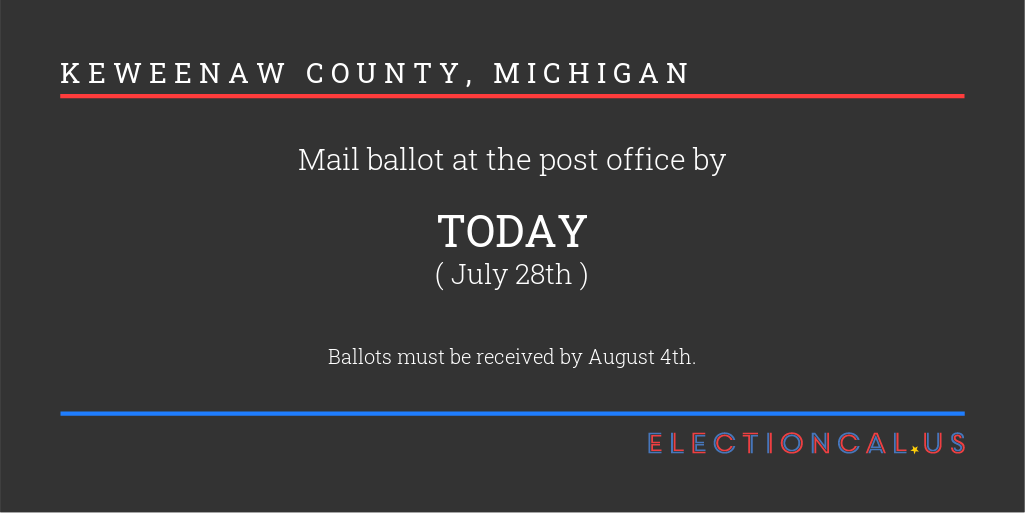 KEWEENAW COUNTY, MICHIGAN
Mail ballot at the post office by
TODAY
( July 28th )
Ballots must be received by August 4th.
ELECTIONCAL.US